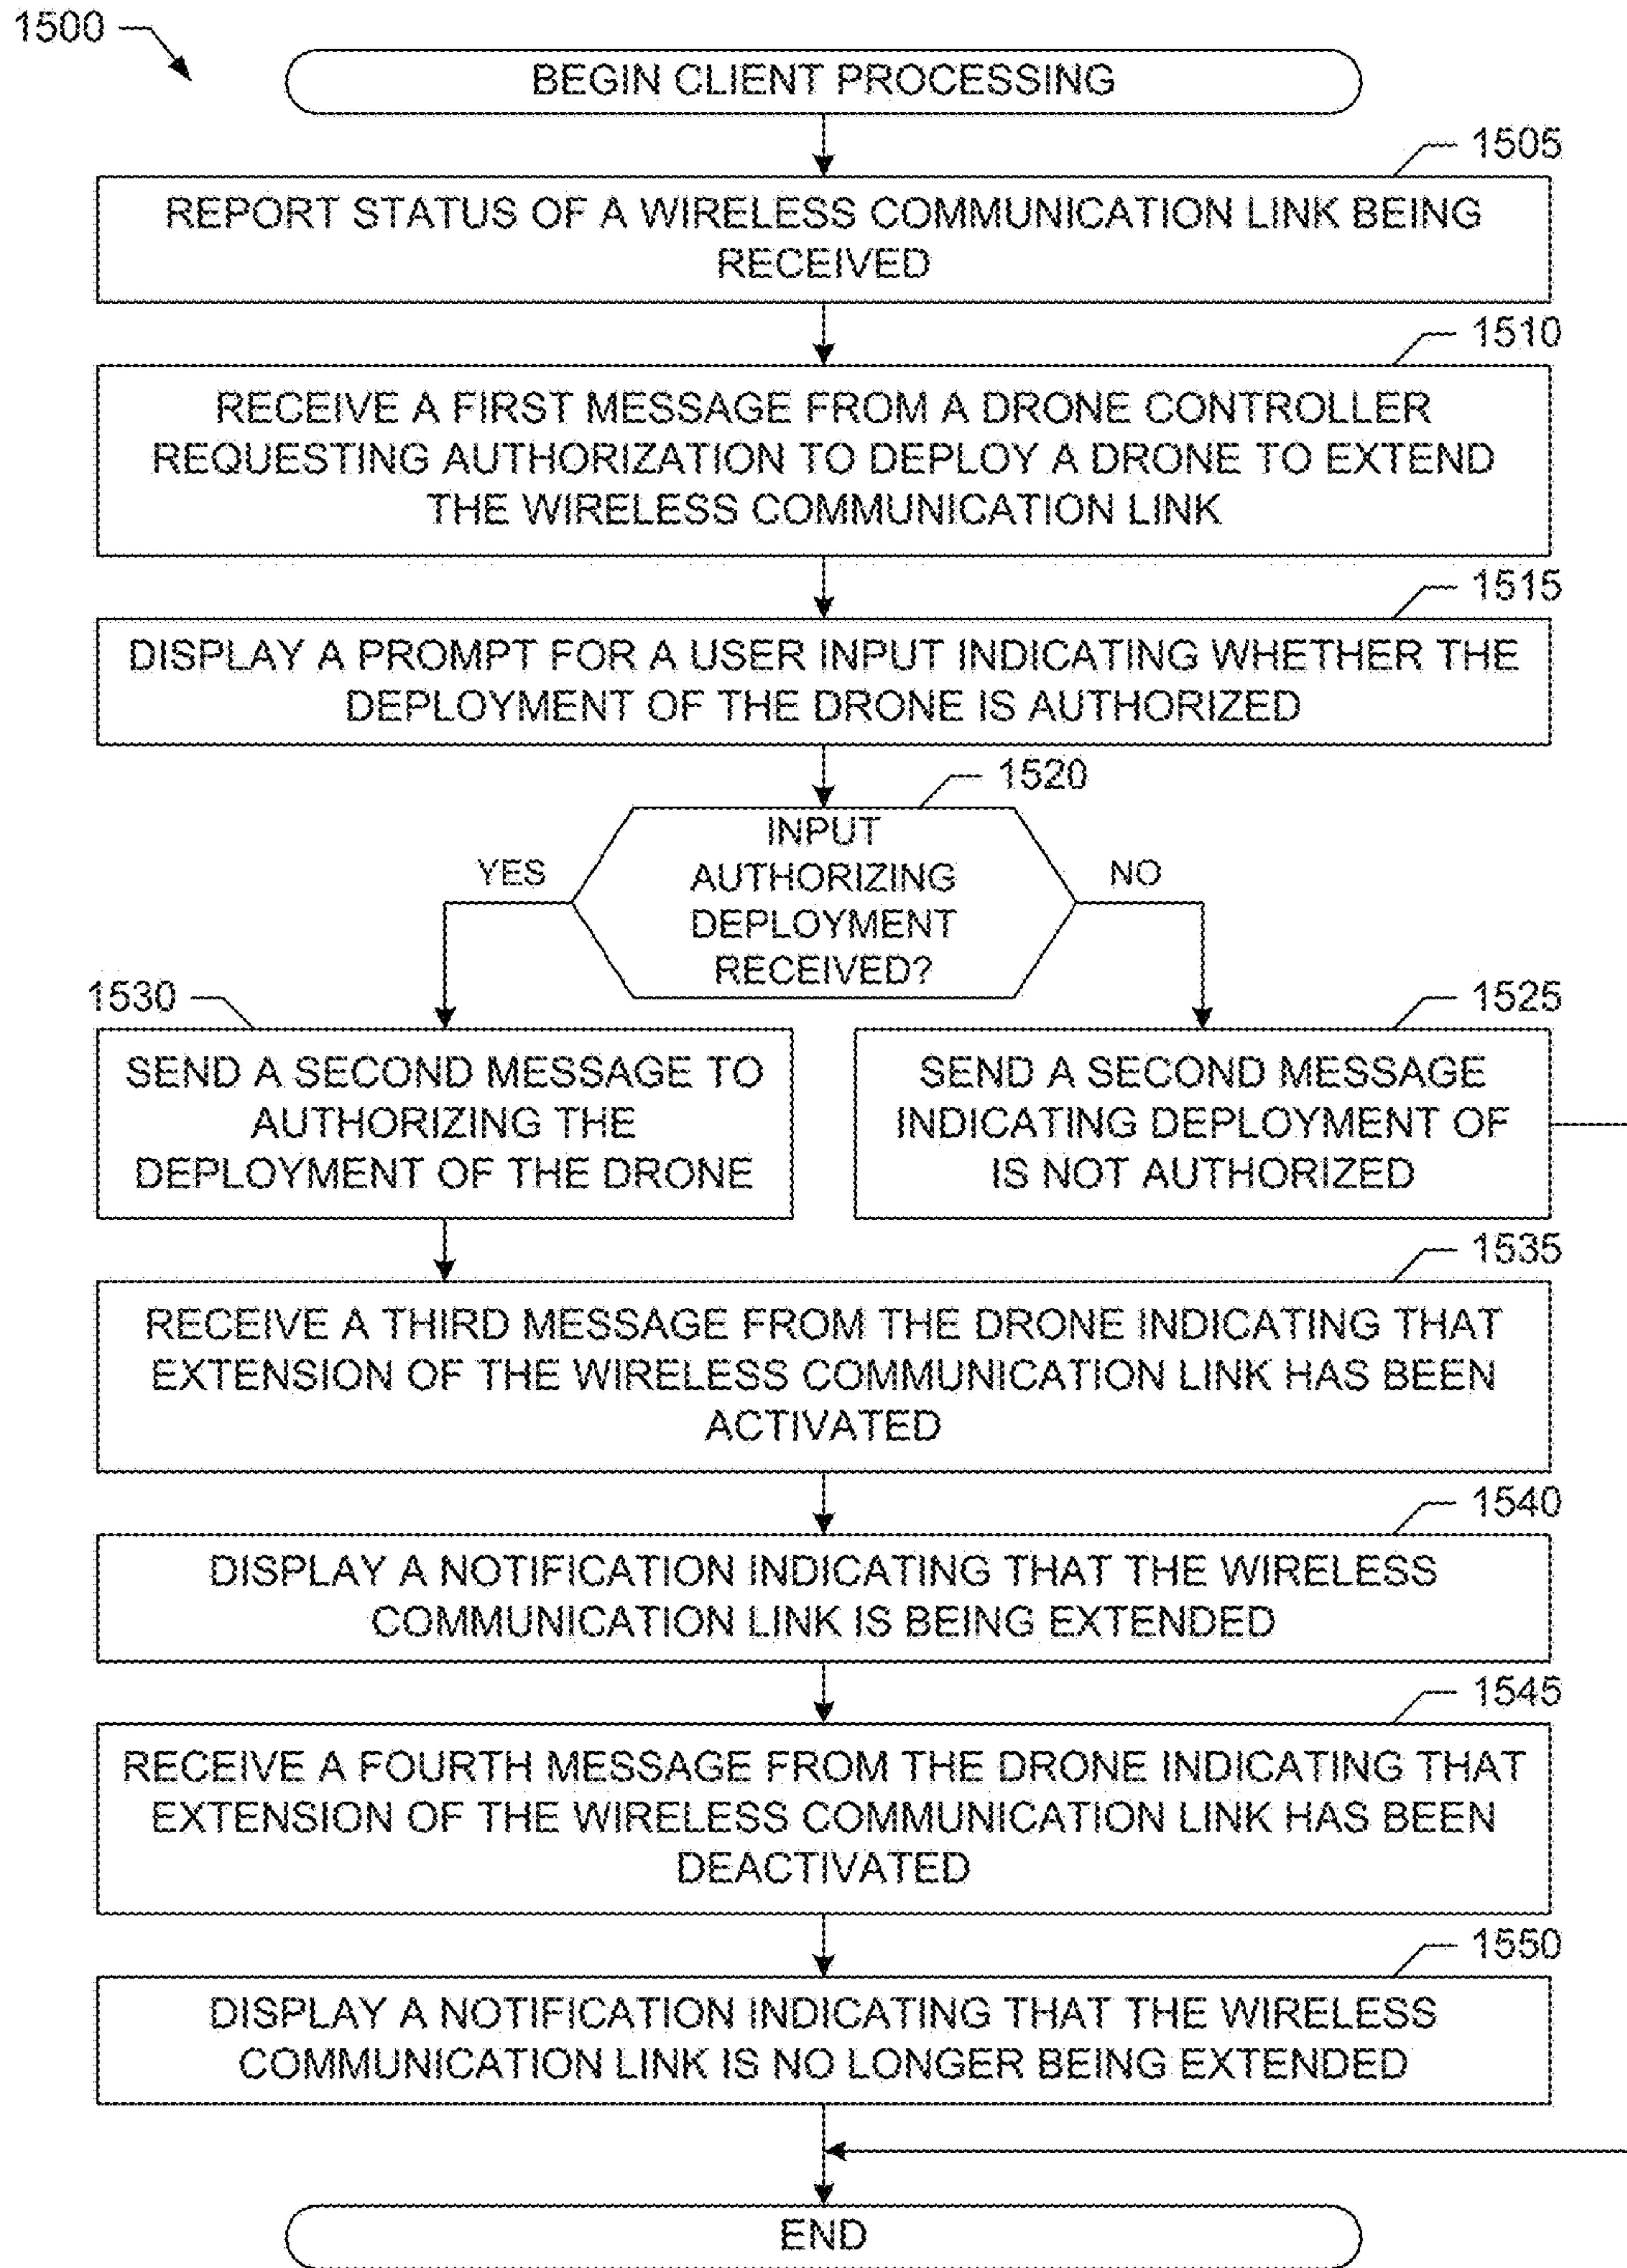 1500
BEGIN CLIENT PROCESSING
1505
REPORT STATUS OF A WIRELESS COMMUNICATION LINK BEING
RECEIVED
1510
RECEIVE A FIRST MESSAGE FROM A DRONE CONTROLLER
REQUESTING AUTHORIZATION TO DEPLOY A DRONE TO EXTEND
THE WIRELESS COMMUNICATION LINK
1515
DISPLAY A PROMPT FOR A USER INPUT INDICATING WHETHER THE
DEPLOYMENT OF THE DRONE IS AUTHORIZED
1520
INPUT
AUTHORIZING
DEPLOYMENT
RECEIVED?
YES
NO
1530
SEND A SECOND MESSAGE TO
AUTHORIZING THE
DEPLOYMENT OF THE DRONE
1525
SEND A SECOND MESSAGE
INDICATING DEPLOYMENT OF
IS NOT AUTHORIZED
1535
RECEIVE A THIRD MESSAGE FROM THE DRONE INDICATING THAT
EXTENSION OF THE WIRELESS COMMUNICATION LINK HAS BEEN
ACTIVATED
1540
DISPLAY A NOTIFICATION INDICATING THAT THE WIRELESS
COMMUNICATION LINK IS BEING EXTENDED
1545
RECEIVE A FOURTH MESSAGE FROM THE DRONE INDICATING THAT
EXTENSION OF THE WIRELESS COMMUNICATION LINK HAS BEEN
DEACTIVATED
1550
DISPLAY A NOTIFICATION INDICATING THAT THE WIRELESS
COMMUNICATION LINK IS NO LONGER BEING EXTENDED
END